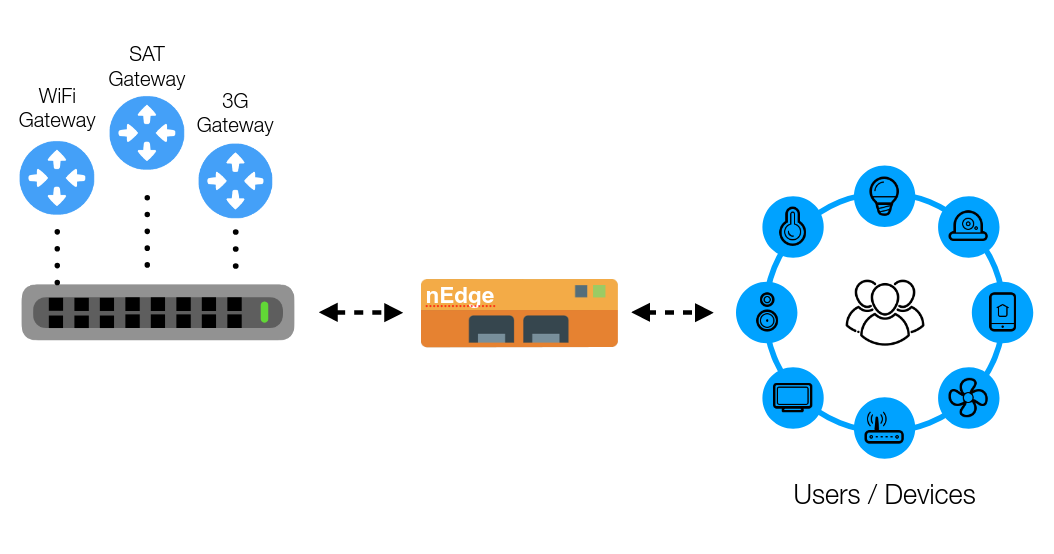 SAT
Gateway
WiFi
Gateway
3G
Gateway
nEdge
Users / Devices